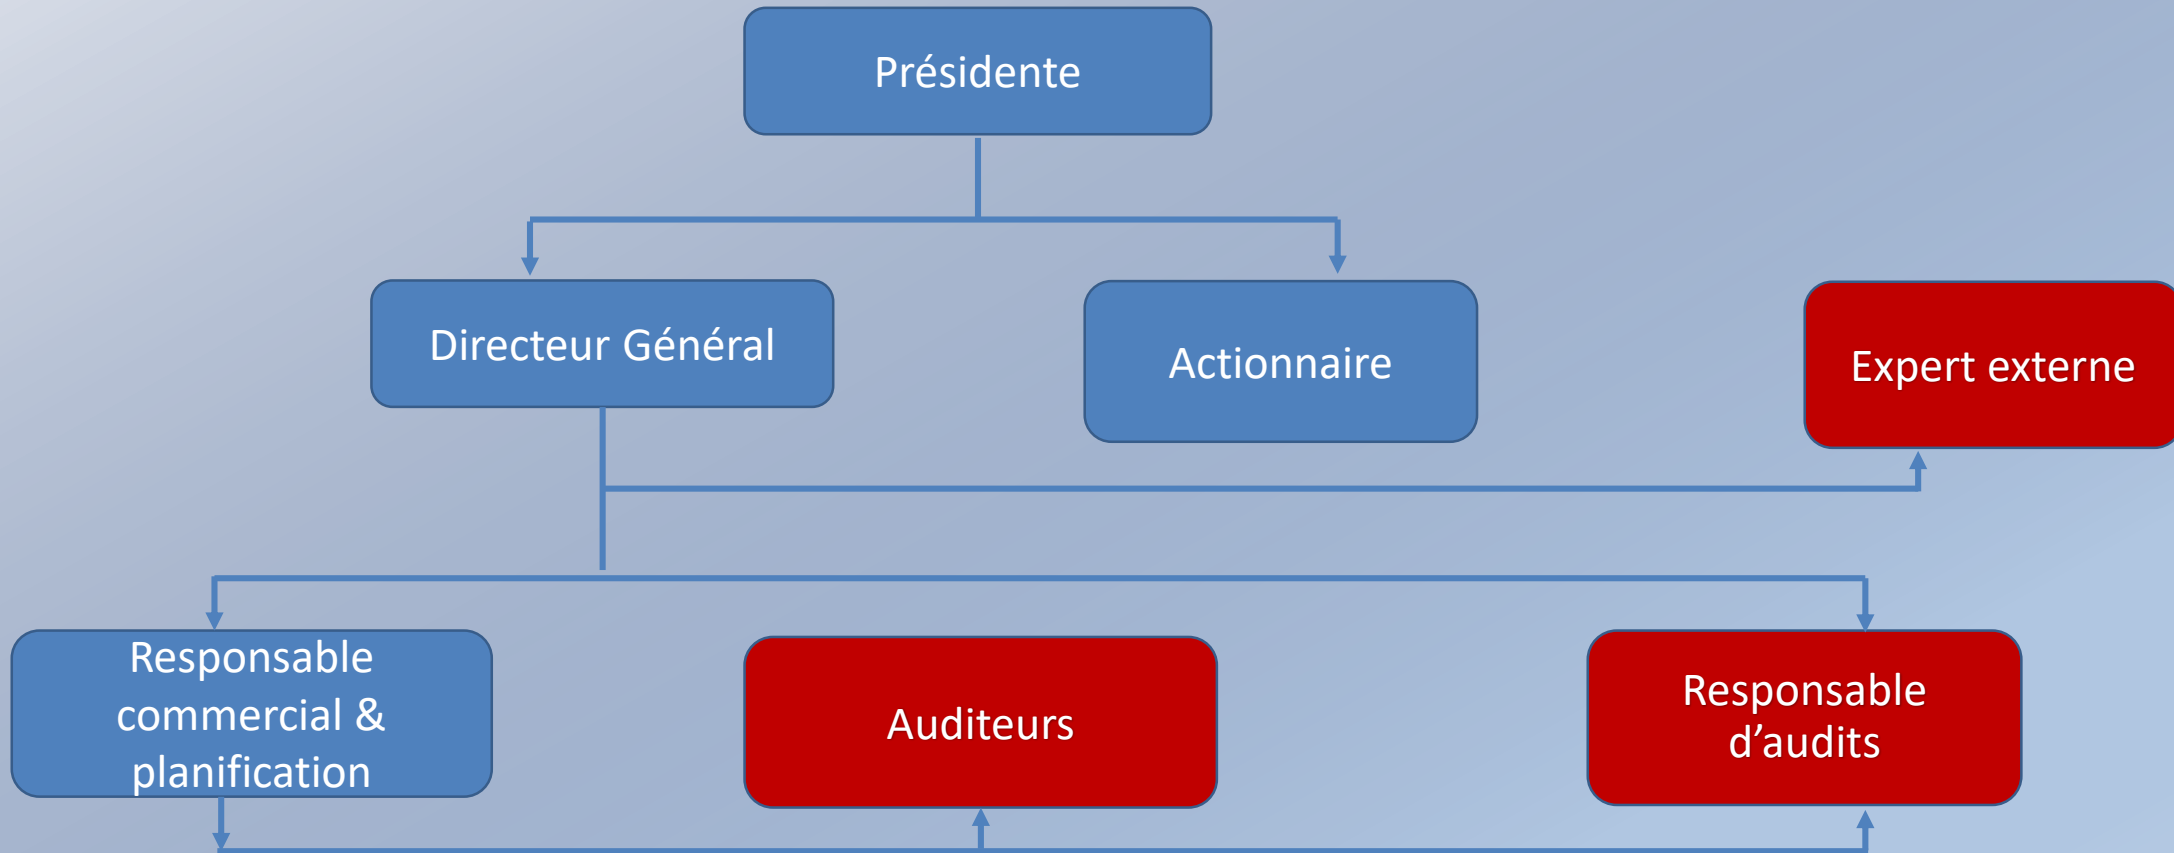 Présidente
Directeur Général
Actionnaire
Expert externe
Responsable
commercial &
planification
Auditeurs
Responsable
d’audits